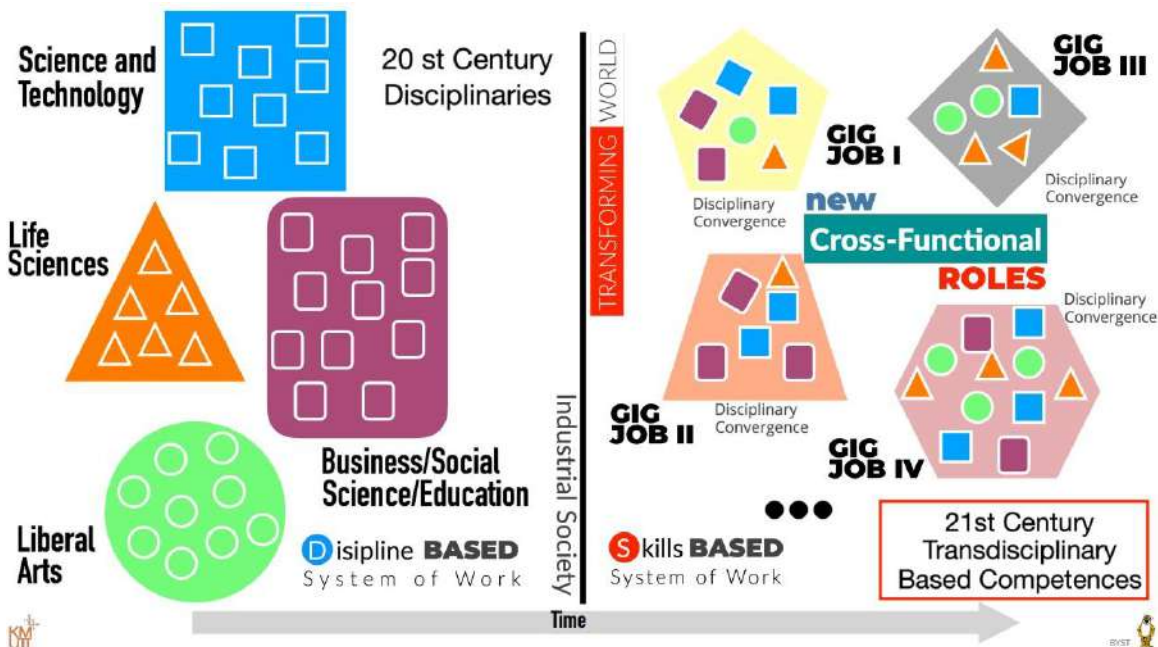 Science and
Technology
20 st Century
Disciplinaries
Life
Sciences
Business/Social
Science/Education
Liberal
Arts
Disipline BASED
System of Work
Industrial Society
TRANSFORMING WORLD
GIG
JOB I
Disciplinary
Convergence
GIG
JOB III
Disciplinary
Convergence
new
Cross-Functional
ROLES
GIG
JOB II
Disciplinary
Convergence
Disciplinary
Convergence
GIG
JOB IV
Skills BASED
System of Work
21st Century
Transdisciplinary
Based Competences
Time
KM
UTT
BYST